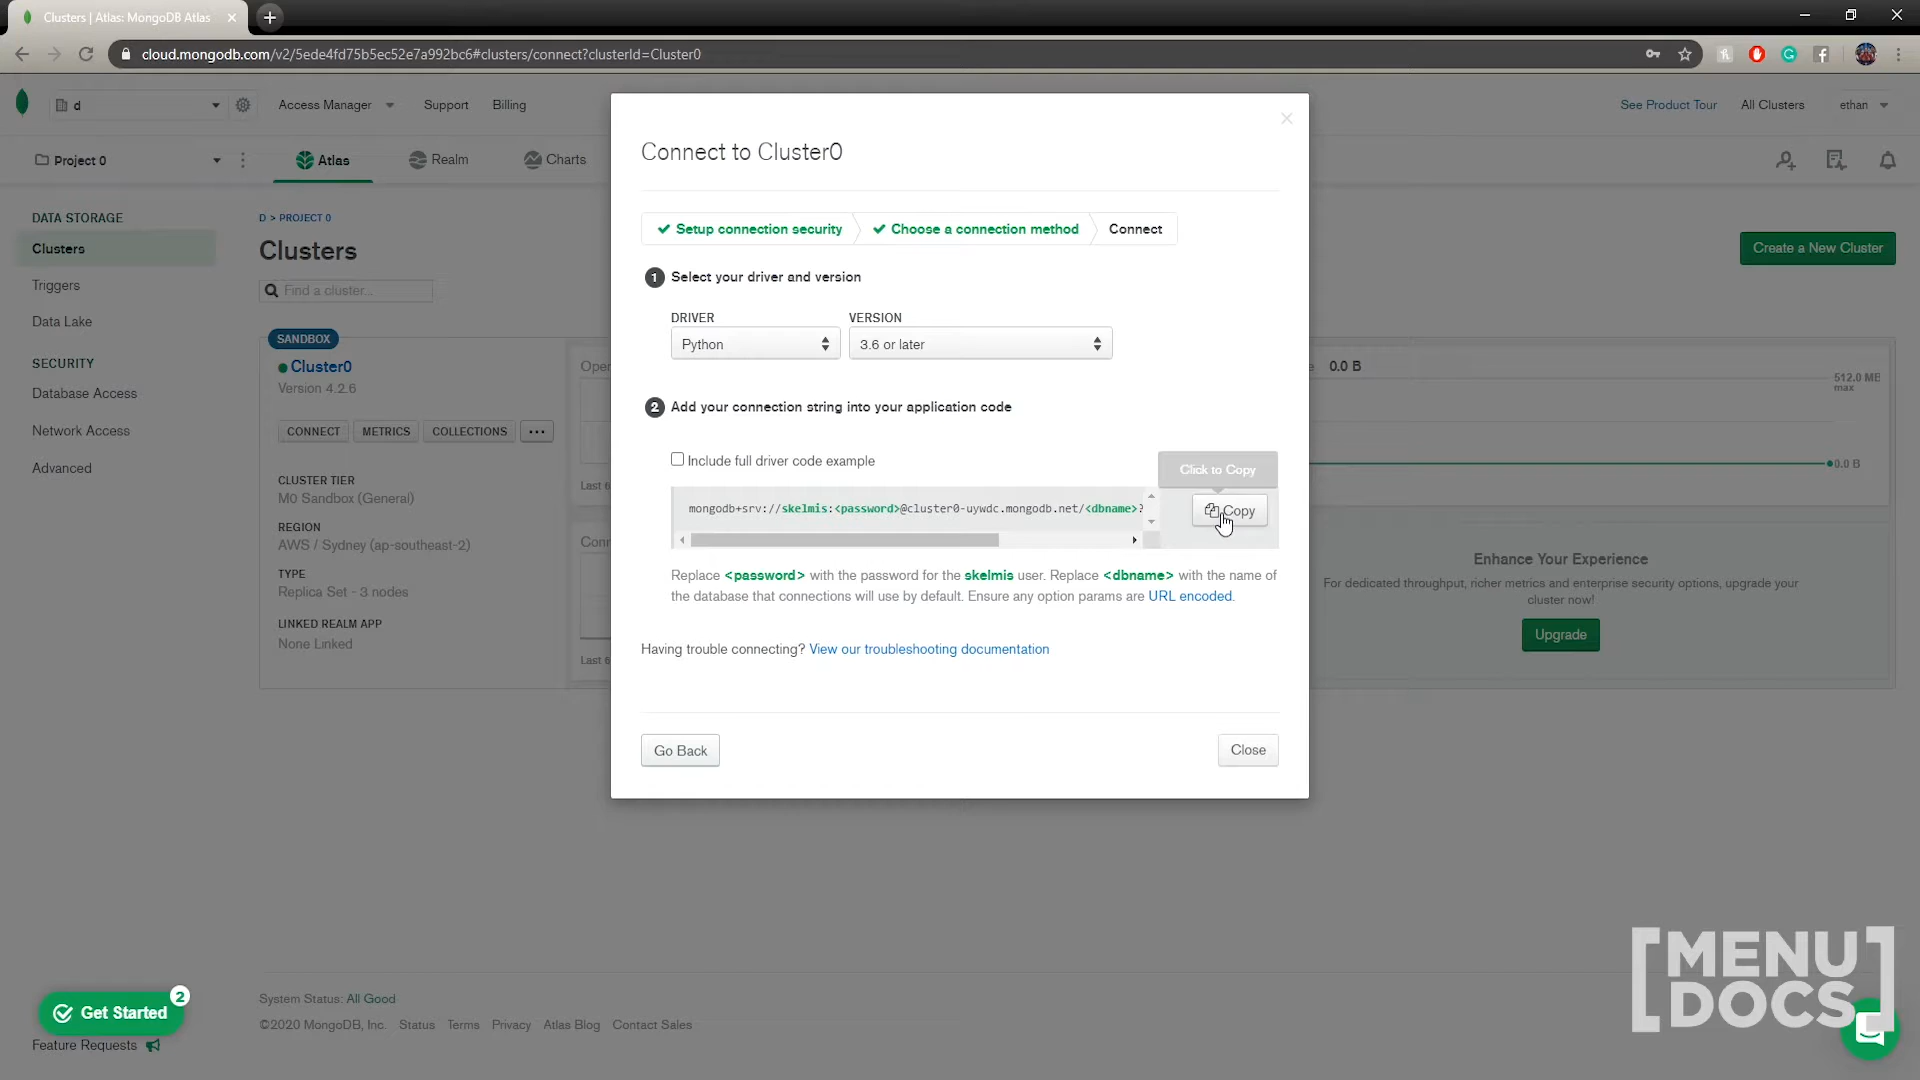 Clusters | Atlas: MongoDB Atlas
cloud.mongodb.com/v2/5ede4fd75b5ec52e7a992bc6#clusters/connect?clusterId=Cluster0
d
Access Manager
Support
Billing
See Product Tour
All Clusters
ethan
Project 0
Atlas
Realm
Charts
DATA STORAGE
Clusters
Triggers
Data Lake
SECURITY
Database Access
Network Access
Advanced
D > PROJECT 0
Clusters
Find a cluster...
Create a New Cluster
SANDBOX
Cluster0
Version 4.2.6
CONNECT
METRICS
COLLECTIONS
...
CLUSTER TIER
M0 Sandbox (General)
REGION
AWS / Sydney (ap-southeast-2)
TYPE
Replica Set - 3 nodes
LINKED REALM APP
None Linked
Oper
Last 6
Conn
Last 6
Connect to Cluster0
Setup connection security
Choose a connection method
Connect
1 Select your driver and version
DRIVER
VERSION
Python
3.6 or later
2 Add your connection string into your application code
Include full driver code example
Click to Copy
mongodb+srv://skelmis:<password>@cluster0-uywdc.mongodb.net/<dbname>?
Copy
Replace <password> with the password for the skelmis user. Replace <dbname> with the name of
the database that connections will use by default. Ensure any option params are URL encoded.
Having trouble connecting? View our troubleshooting documentation
Go Back
Close
e 0.0 B
512.0 MB
max
0.0 B
Enhance Your Experience
For dedicated throughput, richer metrics and enterprise security options, upgrade your
cluster now!
Upgrade
System Status: All Good
©2020 MongoDB, Inc. Status Terms Privacy Atlas Blog Contact Sales
Get Started
2
Feature Requests
[MENU
DOCS]